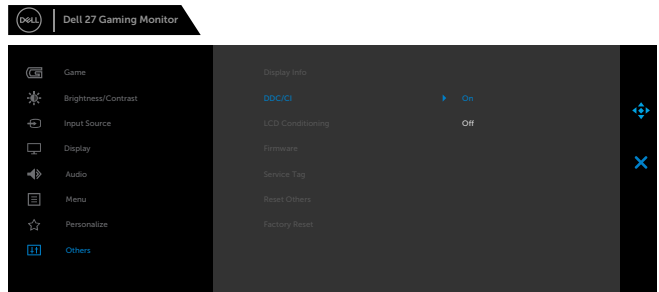 DELL Dell 27 Gaming Monitor
Game
Brightness/Contrast
Input Source
Display
Audio
Menu
Personalize
Others
Display Info
DDC/CI On
LCD Conditioning Off
Firmware
Service Tag
Reset Others
Factory Reset